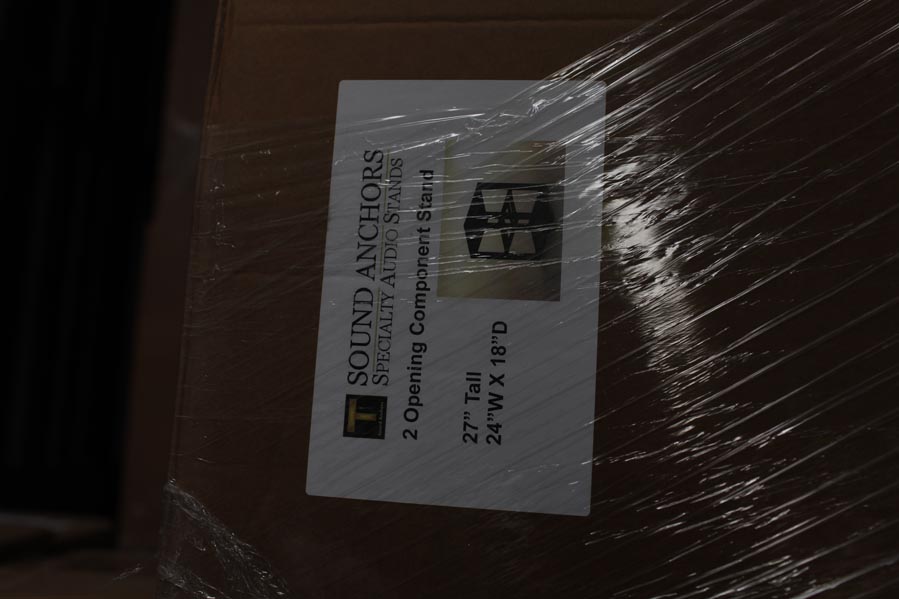 SOUND ANCHORS
SPECIALTY AUDIO STANDS
2 Opening Component Stand
27” Tall
24”W X 18”D